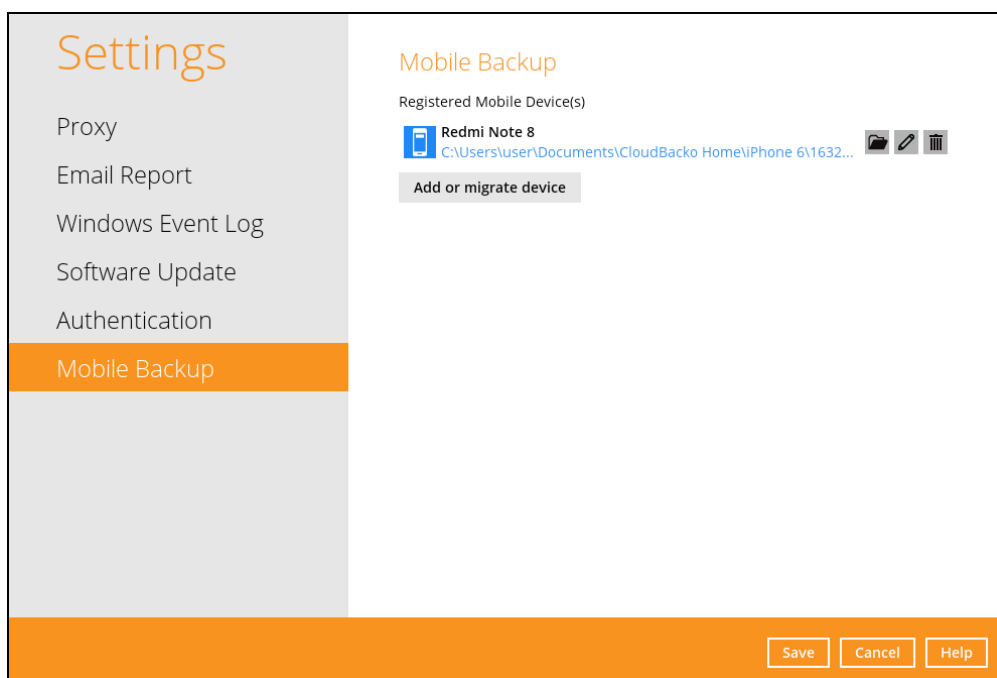 Settings
Proxy
Email Report
Windows Event Log
Software Update
Authentication
Mobile Backup
Mobile Backup
Registered Mobile Device(s)
Redmi Note 8
C:\Users\user\Documents\CloudBacko Home\iPhone 6\1632...
Add or migrate device
Save Cancel Help